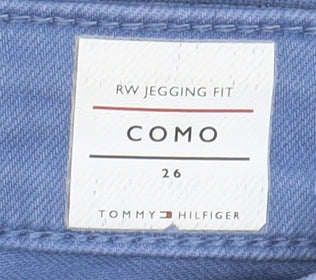 RW JEGGING FIT
COMO
26
TOMMY HILFIGER